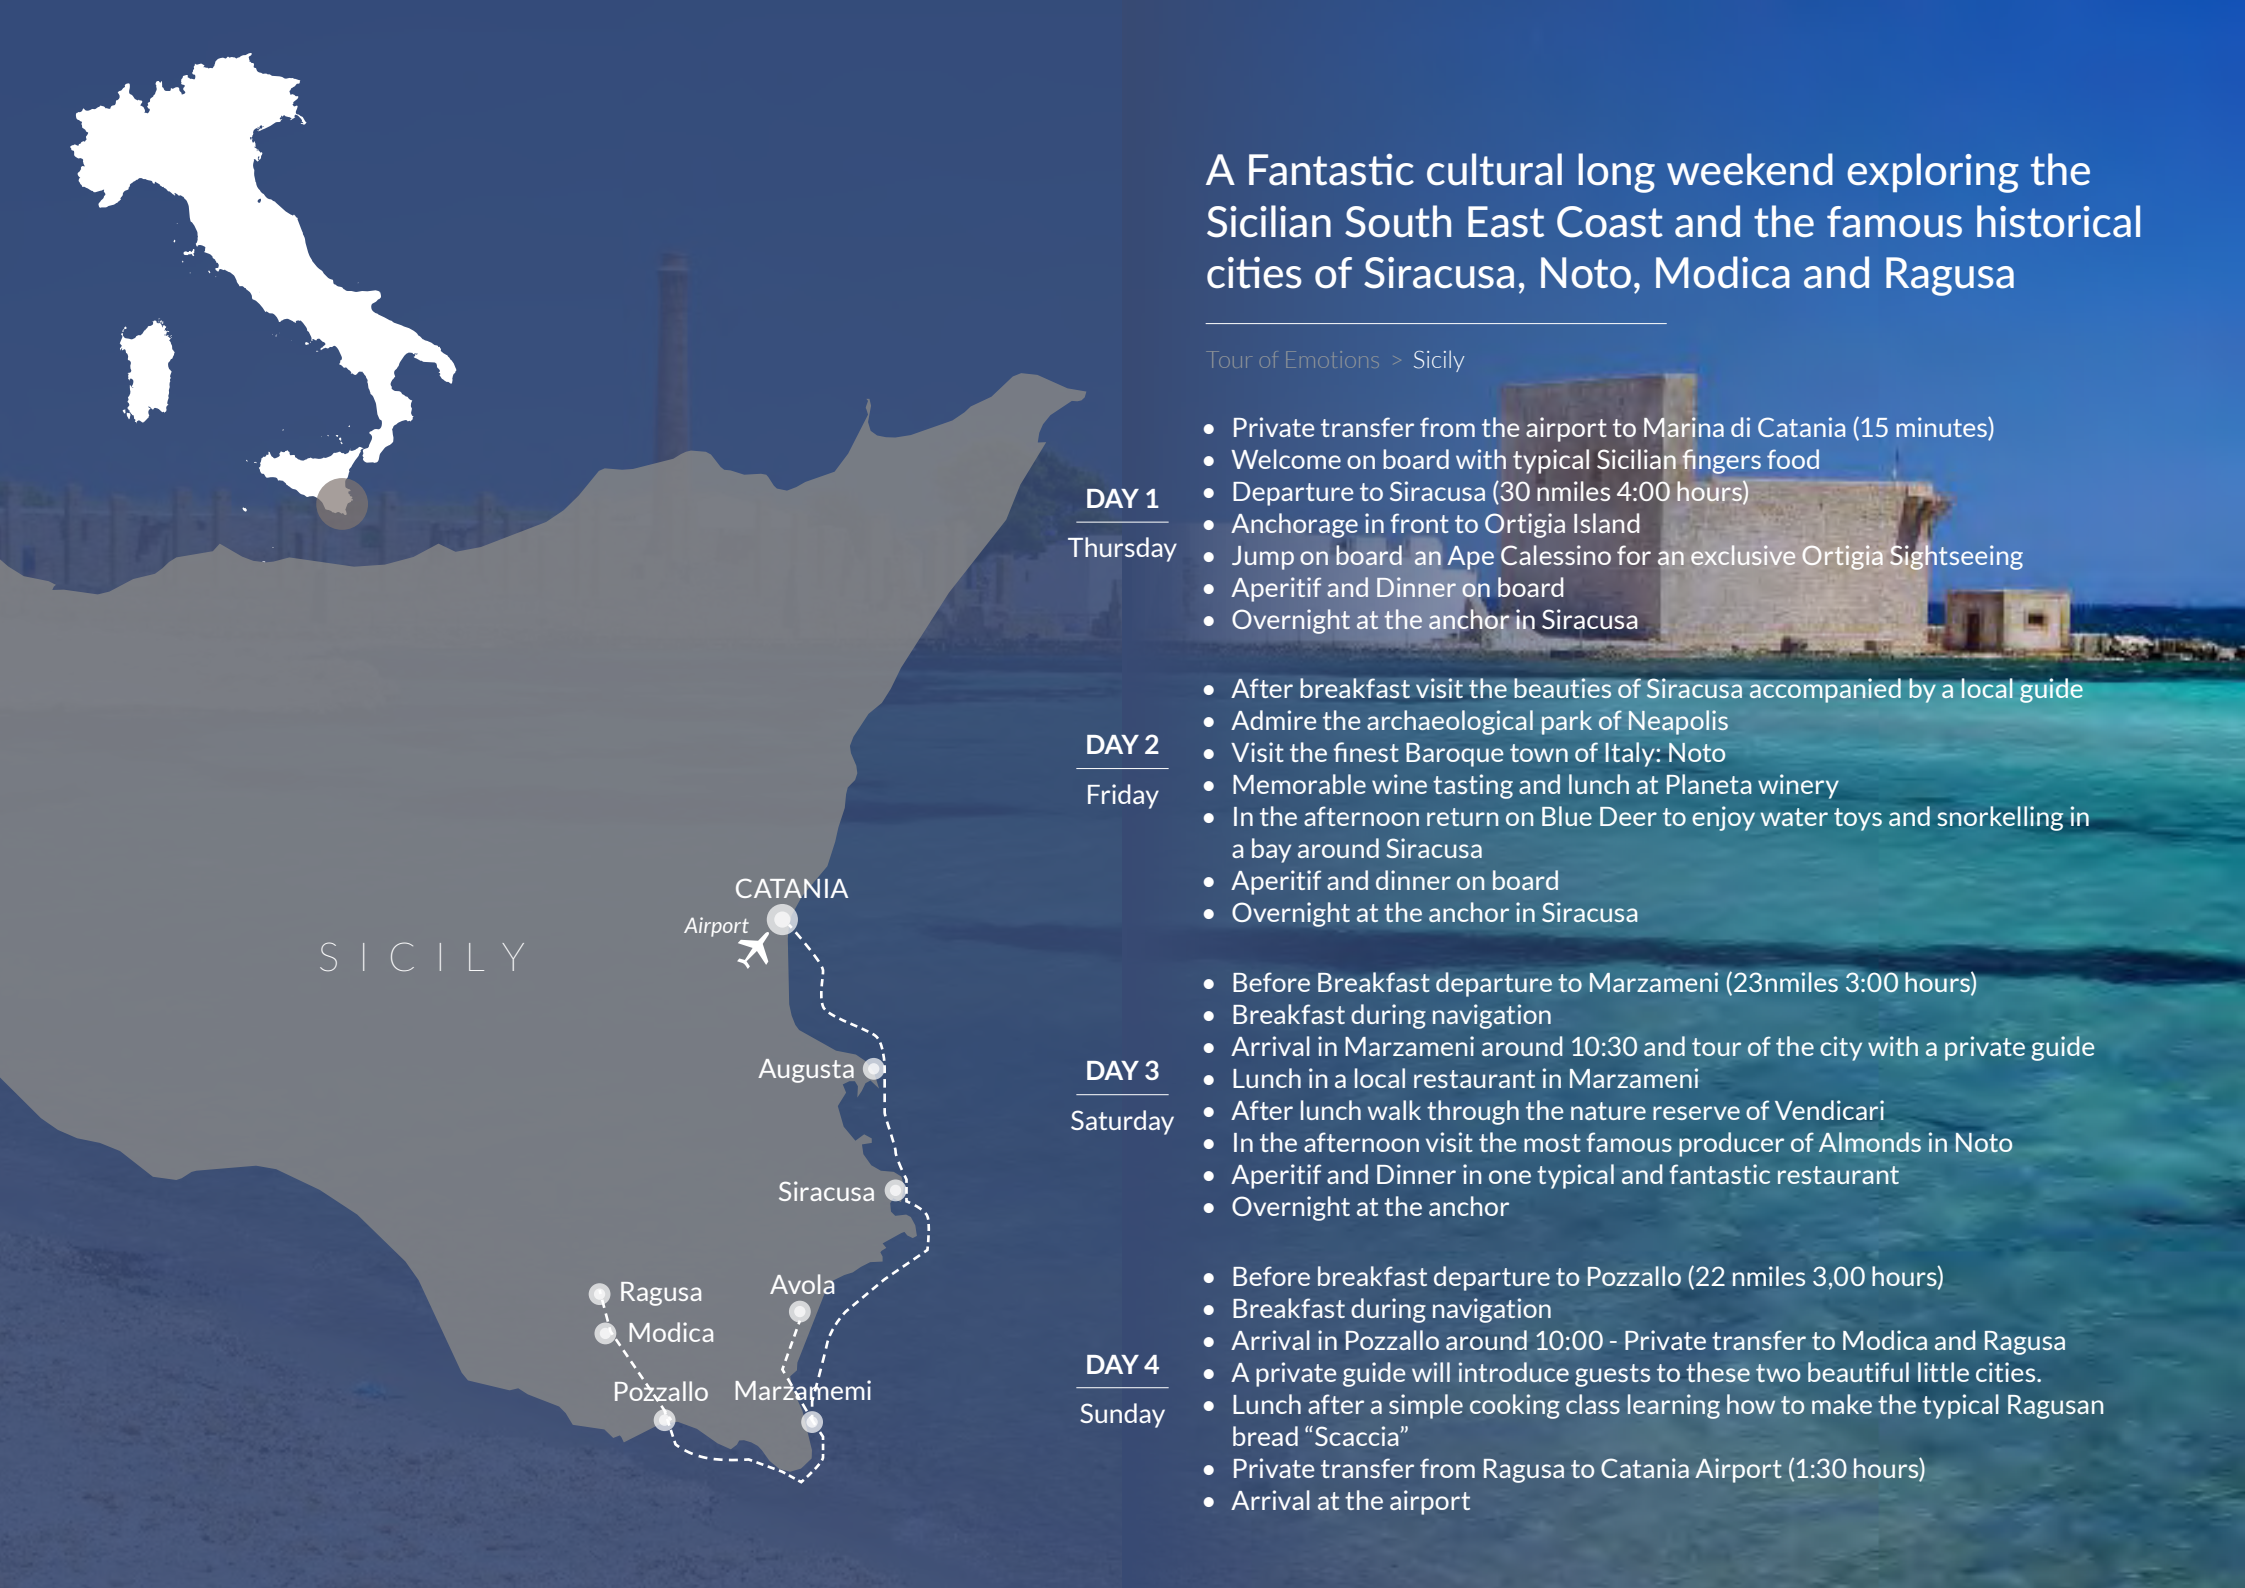 A Fantastic cultural long weekend exploring the
Sicilian South East Coast and the famous historical
cities of Siracusa, Noto, Modica and Ragusa
Tour of Emotions > Sicily
DAY 1
Thursday
• Private transfer from the airport to Marina di Catania (15 minutes)
• Welcome on board with typical Sicilian fingers food
• Departure to Siracusa (30 nmiles 4:00 hours)
• Anchorage in front to Ortigia Island
• Jump on board an Ape Calessino for an exclusive Ortigia Sightseeing
• Aperitif and Dinner on board
• Overnight at the anchor in Siracusa
DAY 2
Friday
• After breakfast visit the beauties of Siracusa accompanied by a local guide
• Admire the archaeological park of Neapolis
• Visit the finest Baroque town of Italy: Noto
• Memorable wine tasting and lunch at Planeta winery
• In the afternoon return on Blue Deer to enjoy water toys and snorkelling in
a bay around Siracusa
• Aperitif and dinner on board
• Overnight at the anchor in Siracusa
DAY 3
Saturday
• Before Breakfast departure to Marzameni (23nmiles 3:00 hours)
• Breakfast during navigation
• Arrival in Marzameni around 10:30 and tour of the city with a private guide
• Lunch in a local restaurant in Marzameni
• After lunch walk through the nature reserve of Vendicari
• In the afternoon visit the most famous producer of Almonds in Noto
• Aperitif and Dinner in one typical and fantastic restaurant
• Overnight at the anchor
DAY 4
Sunday
• Before breakfast departure to Pozzallo (22 nmiles 3,00 hours)
• Breakfast during navigation
• Arrival in Pozzallo around 10:00 - Private transfer to Modica and Ragusa
• A private guide will introduce guests to these two beautiful little cities.
• Lunch after a simple cooking class learning how to make the typical Ragusan
bread “Scaccia”
• Private transfer from Ragusa to Catania Airport (1:30 hours)
• Arrival at the airport
CATANIA
Airport
SICILY
Augusta
Siracusa
Avola
Ragusa
Modica
Pozzallo
Marzamemi